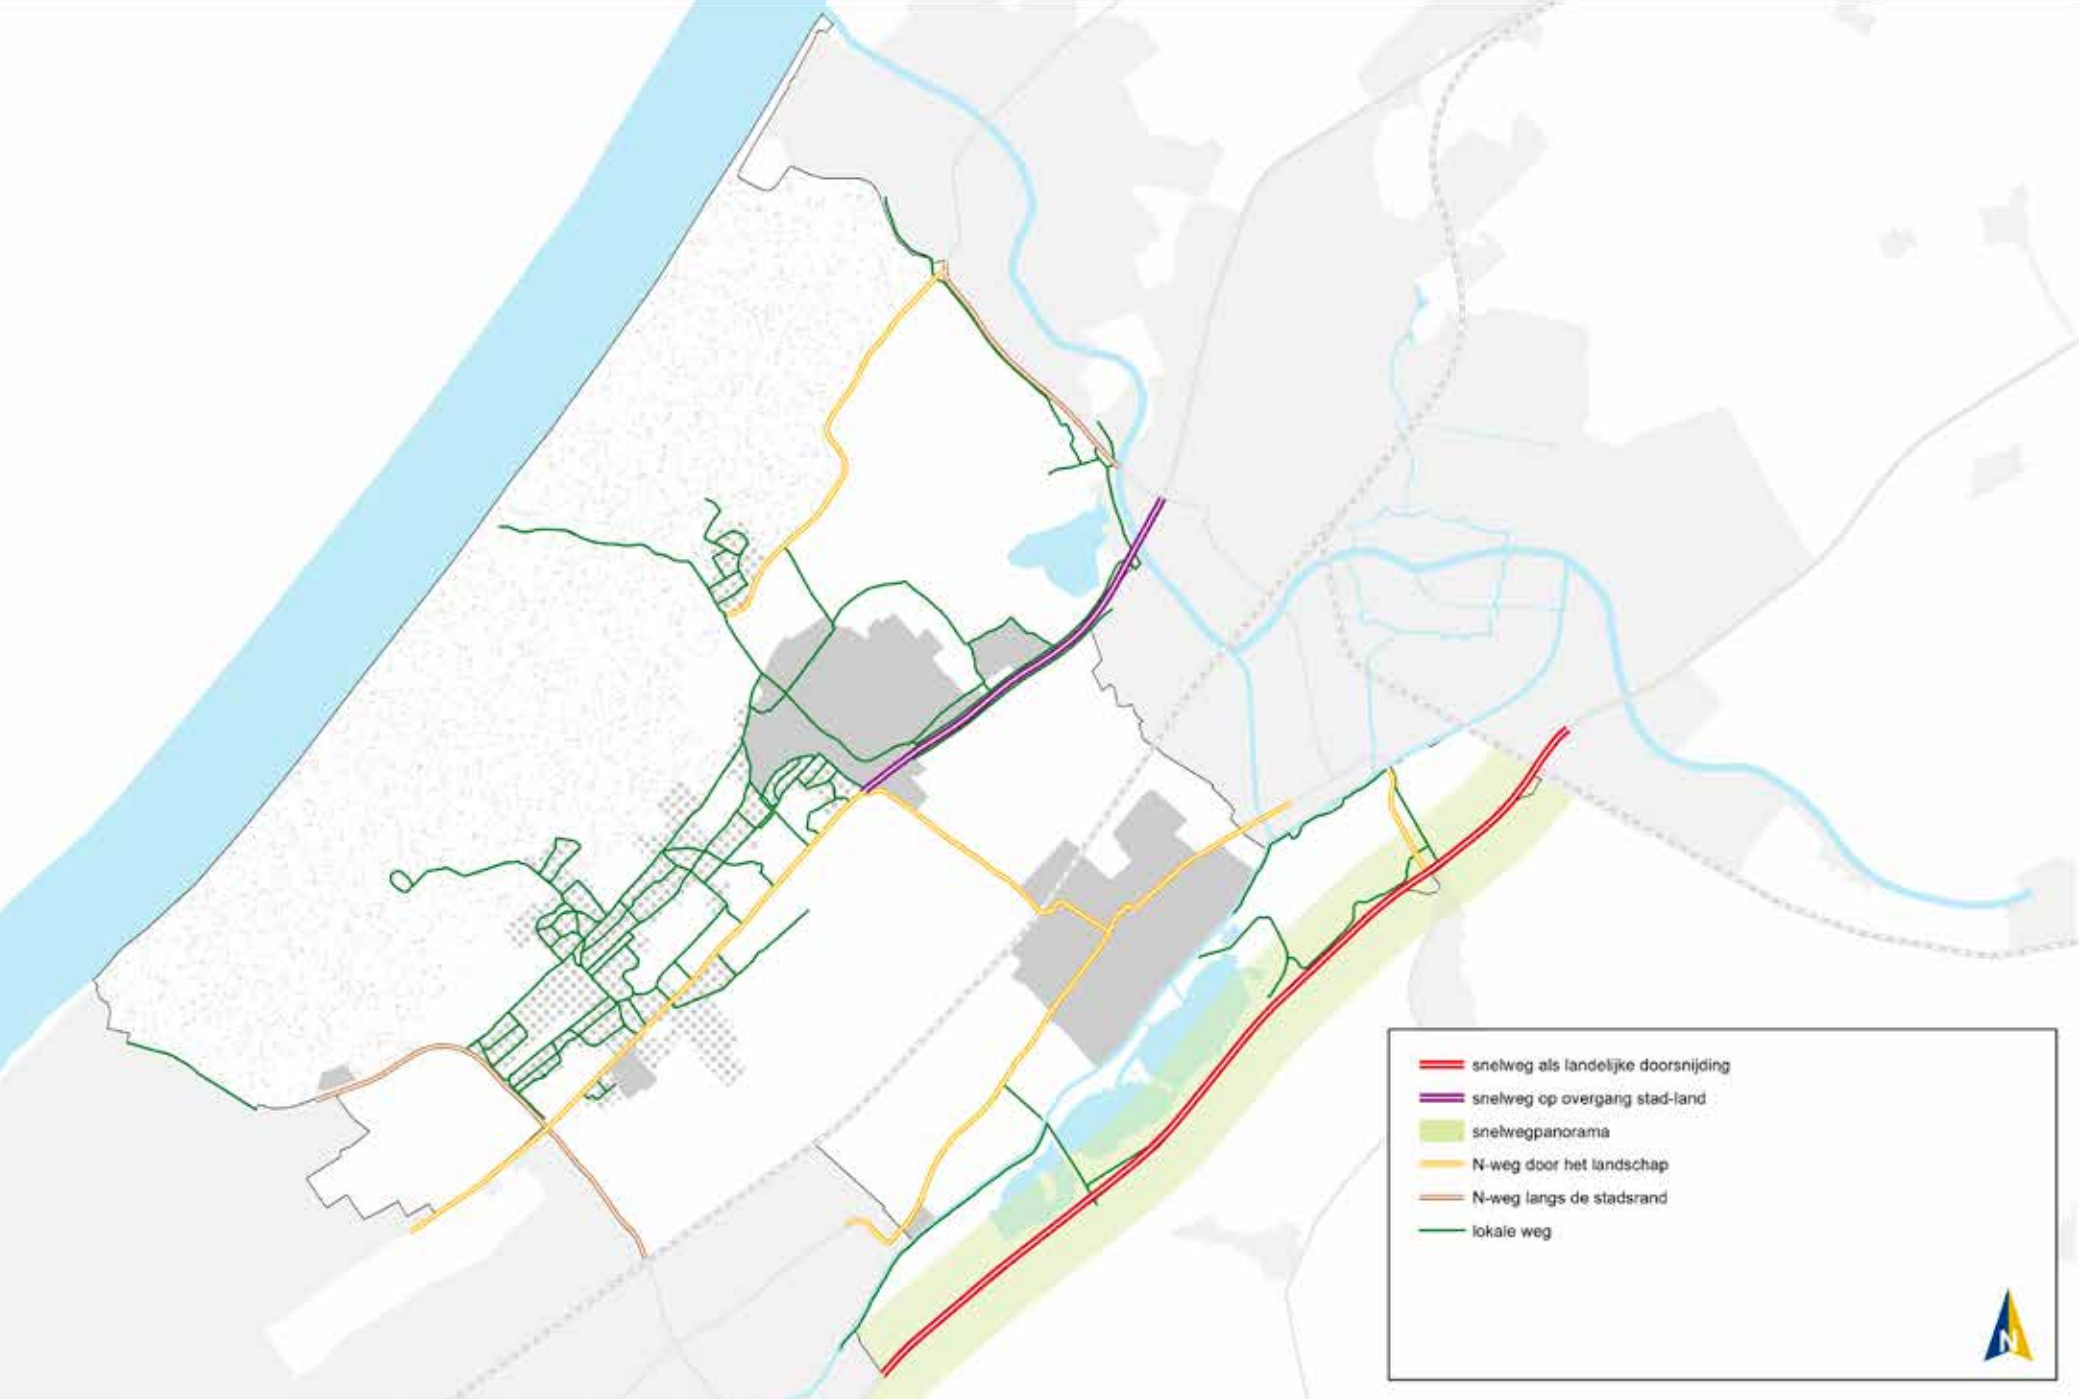 snelweg als landelijke doorsnijding
snelweg op overgang stad-land
snelwegpanorama
N-weg door het landschap
N-weg langs de stadsrand
lokale weg
N